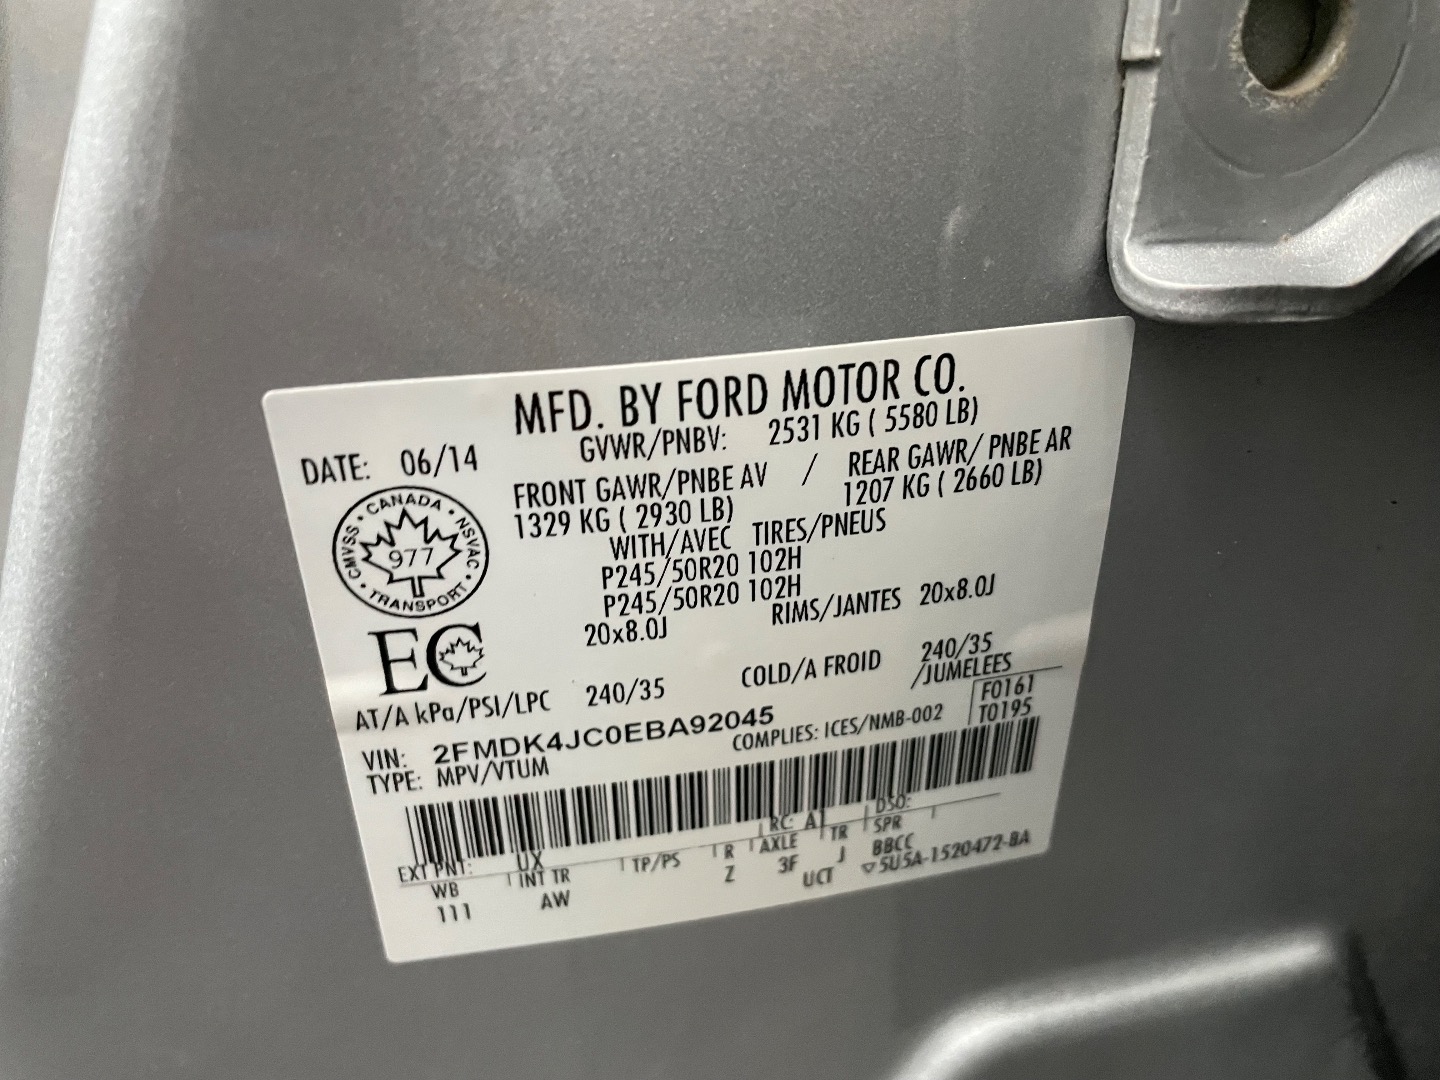 MFD. BY FORD MOTOR CO.
DATE: 06/14
GVWR/PNBV: 2531 KG ( 5580 LB)
FRONT GAWR/PNBE AV / REAR GAWR/ PNBE AR
1329 KG ( 2930 LB) 1207 KG ( 2660 LB)
WITH/AVEC TIRES/PNEUS
P245/50R20 102H
P245/50R20 102H
20x8.0J RIMS/JANTES 20x8.0J
CANADA · NSVAC · TRANSPORT · CMVSS ·
977
EC
AT/A kPa/PSI/LPC 240/35 COLD/A FROID 240/35
/JUMELEES
VIN: 2FMDK4JC0EBA92045
F0161
TYPE: MPV/VTUM COMPLIES: ICES/NMB-002 T0195
EXT PNT: UX RC: A1 DSO:
WB INT TR TP/PS R AXLE TR SPR
111 AW Z 3F J BBCC
UCT ▽5U5A-1520472-BA